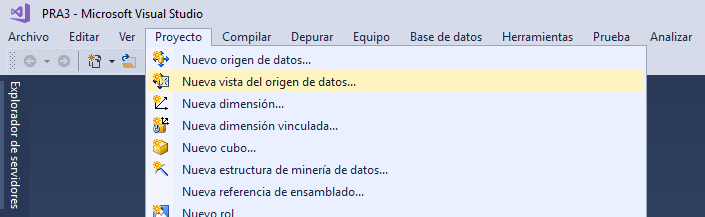 PRA3 - Microsoft Visual Studio
Archivo Editar Ver Proyecto Compilar Depurar Equipo Base de datos Herramientas Prueba Analizar
Nuevo origen de datos...
Nueva vista del origen de datos...
Nueva dimensión...
Nueva dimensión vinculada...
Nuevo cubo...
Nueva estructura de minería de datos...
Nueva referencia de ensamblado...
Nuevo rol
Explorador de servidores